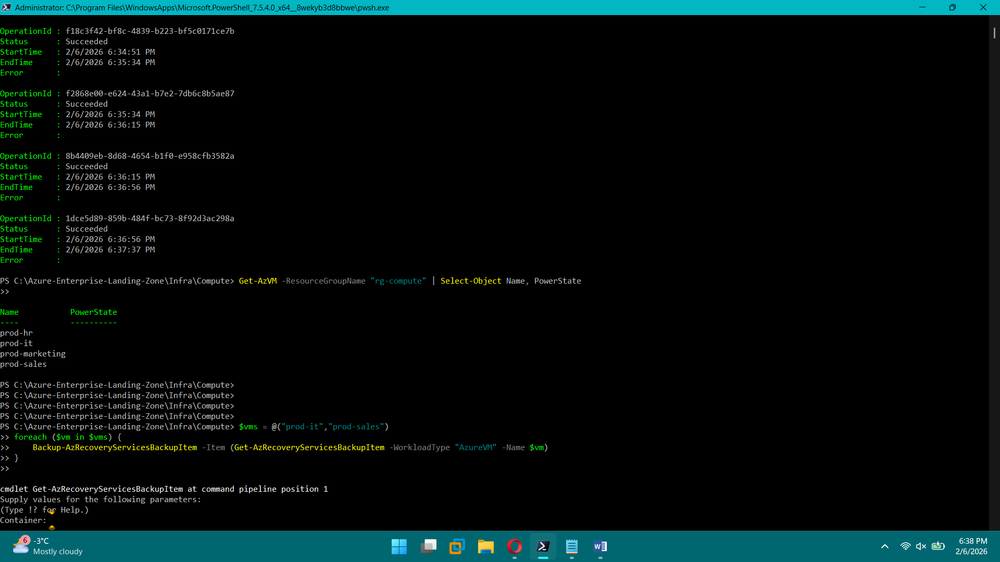 Administrator: C:\Program Files\WindowsApps\Microsoft.PowerShell_7.5.4.0_x64__8wekyb3d8bbwe\pwsh.exe
OperationId : f18c3f42-bf8c-4839-b223-bf5c0171ce7b
Status      : Succeeded
StartTime   : 2/6/2026 6:34:51 PM
EndTime     : 2/6/2026 6:35:34 PM
Error       :
OperationId : f2868e00-e624-43a1-b7e2-7db6c8b5ae87
Status      : Succeeded
StartTime   : 2/6/2026 6:35:34 PM
EndTime     : 2/6/2026 6:36:15 PM
Error       :
OperationId : 8b4409eb-8d68-4654-b1f0-e958cfb3582a
Status      : Succeeded
StartTime   : 2/6/2026 6:36:15 PM
EndTime     : 2/6/2026 6:36:56 PM
Error       :
OperationId : 1dce5d89-859b-484f-bc73-8f92d3ac298a
Status      : Succeeded
StartTime   : 2/6/2026 6:36:56 PM
EndTime     : 2/6/2026 6:37:37 PM
Error       :
PS C:\Azure-Enterprise-Landing-Zone\Infra\Compute> Get-AzVM -ResourceGroupName "rg-compute" | Select-Object Name, PowerState
>>
Name           PowerState
----           ----------
prod-hr
prod-it
prod-marketing
prod-sales
PS C:\Azure-Enterprise-Landing-Zone\Infra\Compute>
PS C:\Azure-Enterprise-Landing-Zone\Infra\Compute>
PS C:\Azure-Enterprise-Landing-Zone\Infra\Compute>
PS C:\Azure-Enterprise-Landing-Zone\Infra\Compute>
PS C:\Azure-Enterprise-Landing-Zone\Infra\Compute> $vms = @("prod-it","prod-sales")
>> foreach ($vm in $vms) {
>>     Backup-AzRecoveryServicesBackupItem -Item (Get-AzRecoveryServicesBackupItem -WorkloadType "AzureVM" -Name $vm)
>> }
>>
cmdlet Get-AzRecoveryServicesBackupItem at command pipeline position 1
Supply values for the following parameters:
(Type !? for Help.)
Container:
6
-3°C
Mostly cloudy
W
6:38 PM
2/6/2026